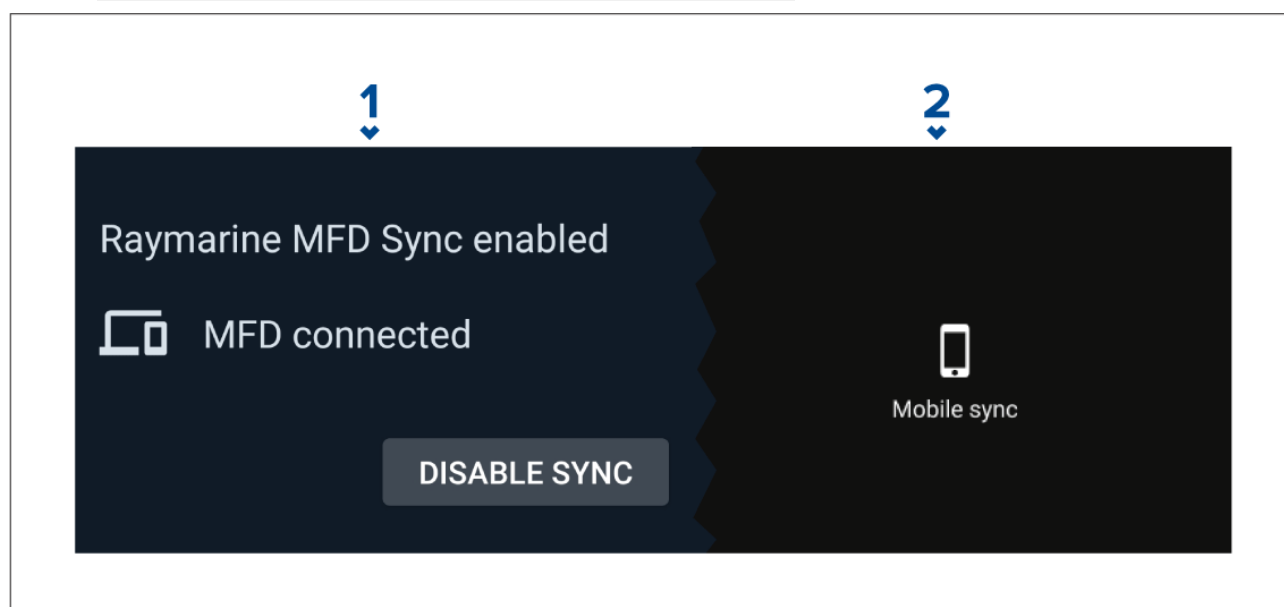 1
2
Raymarine MFD Sync enabled
MFD connected
DISABLE SYNC
Mobile sync